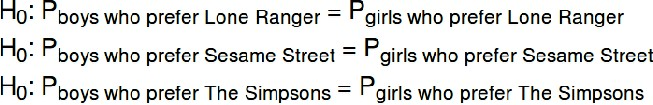 H0: Pboys who prefer Lone Ranger = Pgirls who prefer Lone Ranger
H0: Pboys who prefer Sesame Street = Pgirls who prefer Sesame Street
H0: Pboys who prefer The Simpsons = Pgirls who prefer The Simpsons